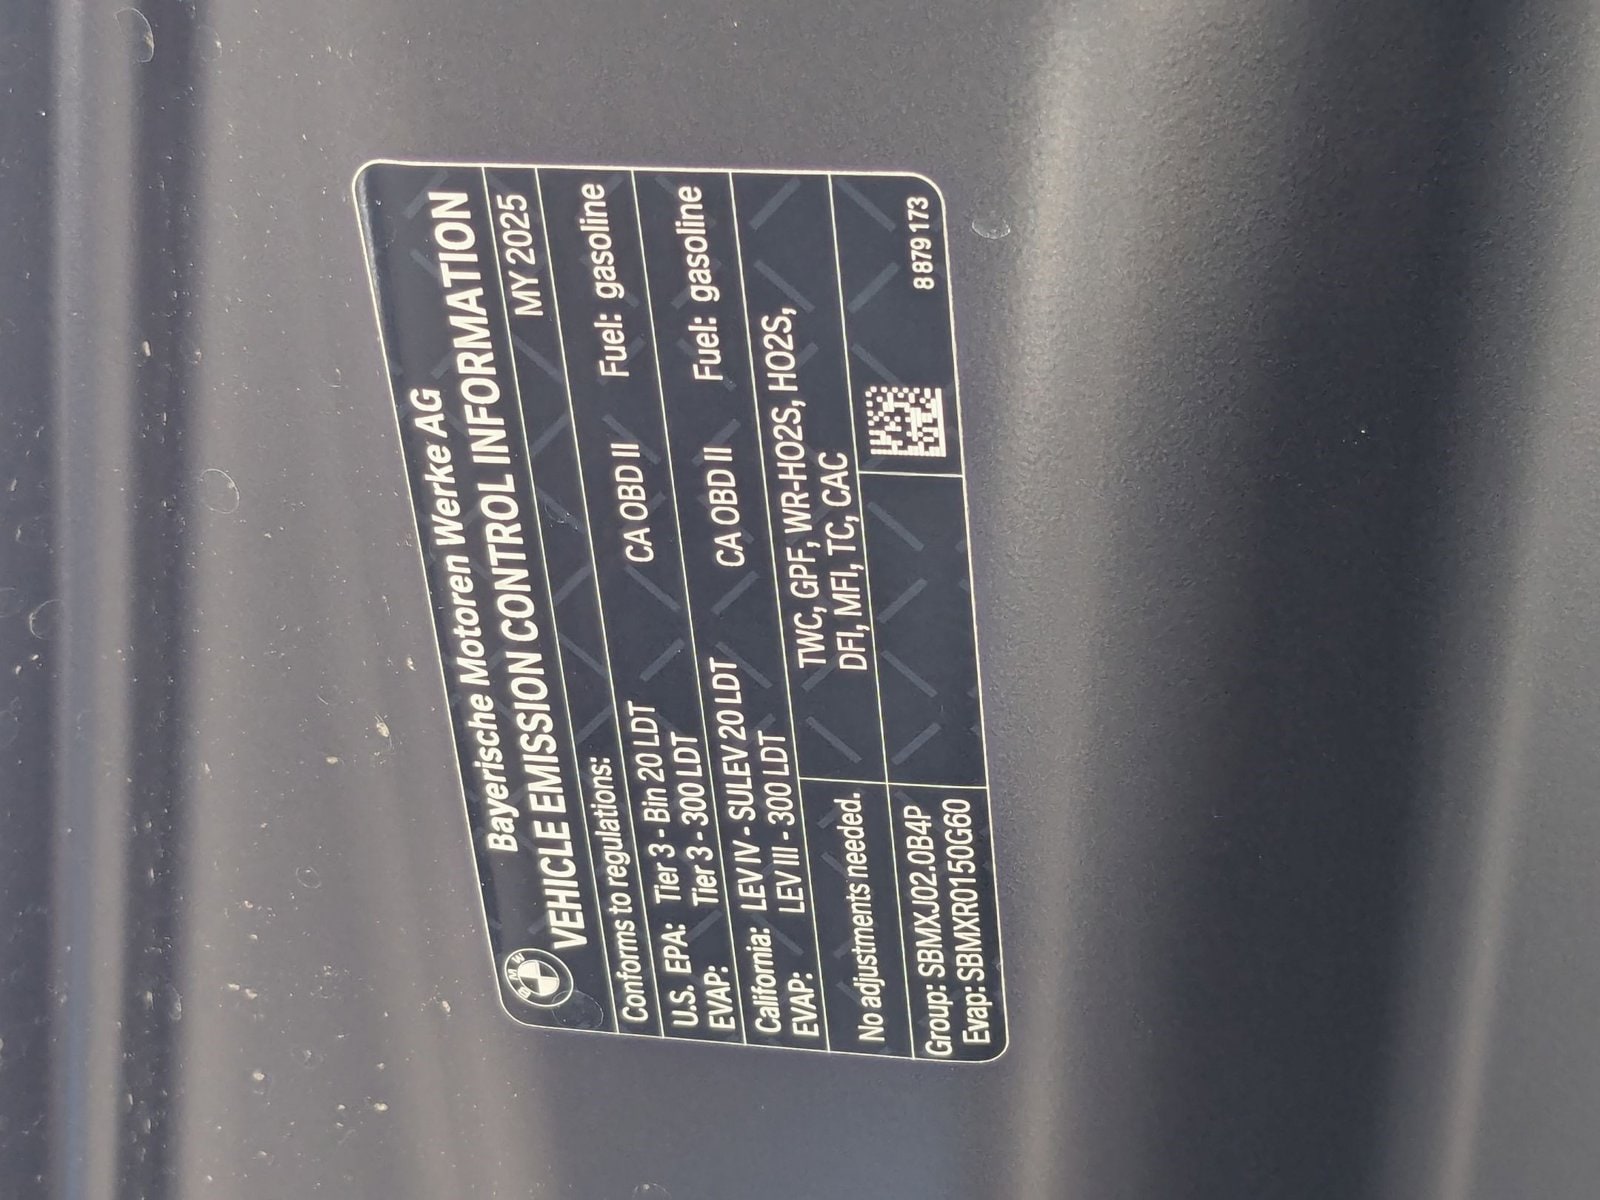 BMW
Bayerische Motoren Werke AG
VEHICLE EMISSION CONTROL INFORMATION
MY 2025
Conforms to regulations:
U.S. EPA: Tier 3 - Bin 20 LDT CA OBD II Fuel: gasoline
EVAP: Tier 3 - 300 LDT
California: LEV IV - SULEV 20 LDT CA OBD II Fuel: gasoline
EVAP: LEV III - 300 LDT
No adjustments needed.
TWC, GPF, WR-HO2S, HO2S,
DFI, MFI, TC, CAC
Group: SBMXJ02.0B4P
Evap: SBMXR0150G60
8 879 173